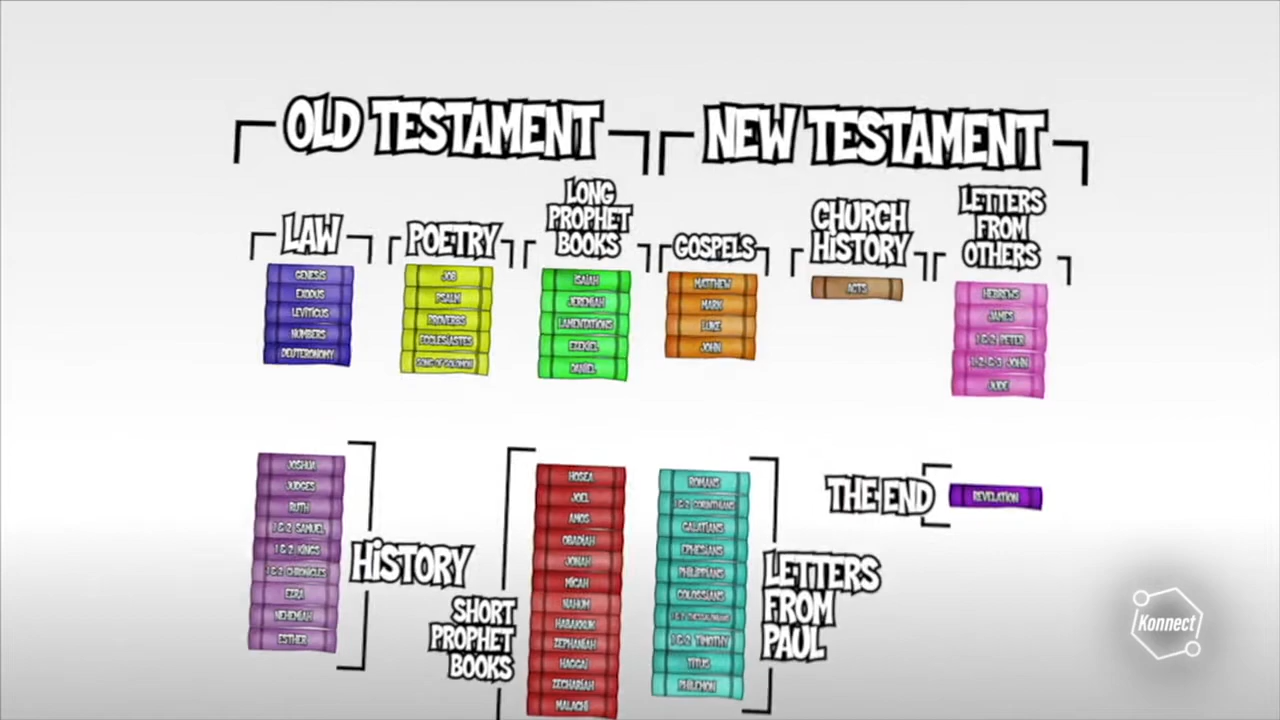 OLD TESTAMENT
NEW TESTAMENT
LAW
GENESIS
EXODUS
LEVITICUS
NUMBERS
DEUTERONOMY
POETRY
JOB
PSALM
PROVERBS
ECCLESIASTES
SONG OF SOLOMON
LONG
PROPHET
BOOKS
ISAIAH
JEREMIAH
LAMENTATIONS
EZEKIEL
DANIEL
GOSPELS
MATTHEW
MARK
LUKE
JOHN
CHURCH
HISTORY
ACTS
LETTERS
FROM
OTHERS
HEBREWS
JAMES
1 & 2 PETER
1, 2, & 3 JOHN
JUDE
JOSHUA
JUDGES
RUTH
1 & 2 SAMUEL
1 & 2 KINGS
1 & 2 CHRONICLES
EZRA
NEHEMIAH
ESTHER
HISTORY
SHORT
PROPHET
BOOKS
HOSEA
JOEL
AMOS
OBADIAH
JONAH
MICAH
NAHUM
HABAKKUK
ZEPHANIAH
HAGGAI
ZECHARIAH
MALACHI
ROMANS
1 & 2 CORINTHIANS
GALATIANS
EPHESIANS
PHILIPPIANS
COLOSSIANS
1 & 2 THESSALONIANS
1 & 2 TIMOTHY
TITUS
PHILEMON
LETTERS
FROM
PAUL
THE END
REVELATION
Konnect